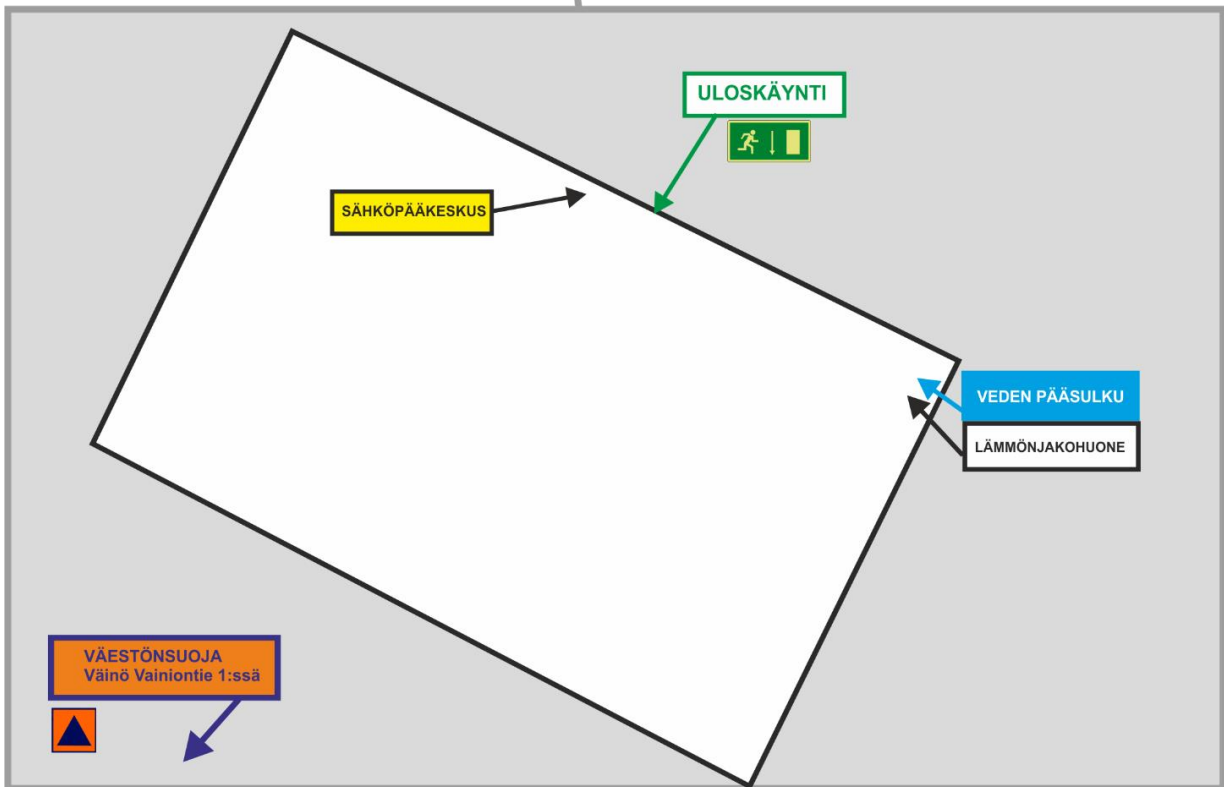 ULOSKÄYNTI
SÄHKÖPÄÄKESKUS
VEDEN PÄÄSULKU
LÄMMÖNJAKOHUONE
VÄESTÖNSUOJA
Väinö Vainiontie 1:ssä